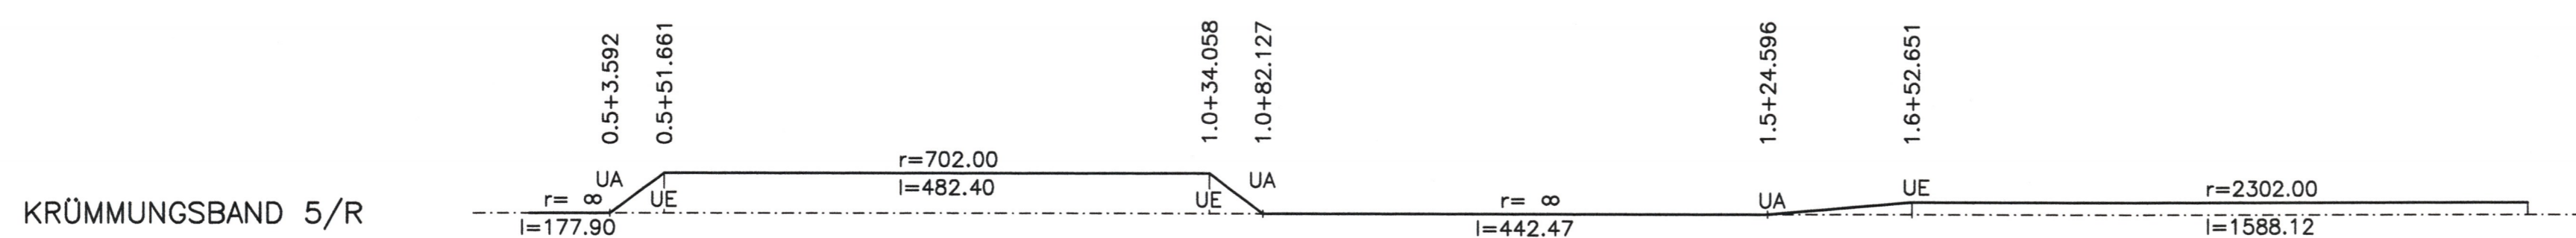 0.5+3.592
0.5+51.661
1.0+34.058
1.0+82.127
1.5+24.596
1.6+52.651
KRÜMMUNGSBAND 5/R
r= ∞
l=177.90
UA
UE
r=702.00
l=482.40
UE
UA
r= ∞
l=442.47
UA
UE
r=2302.00
l=1588.12